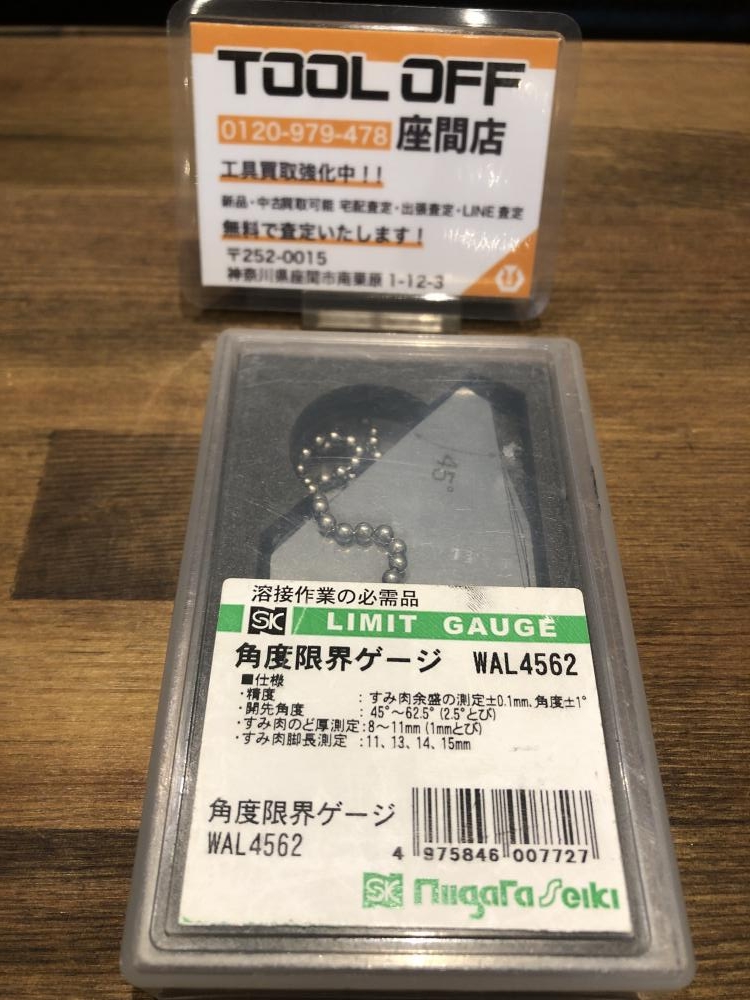 TOOL OFF
0120-979-478 座間店
工具買取強化中!!
新品・中古買取可能 宅配査定・出張査定・LINE査定
無料で査定いたします!
〒252-0015
神奈川県座間市南栗原 1-12-3
45°
13
溶接作業の必需品
SK LIMIT GAUGE
角度限界ゲージ WAL4562
■仕様
・精度 : すみ肉余盛の測定±0.1mm、角度±1°
・開先角度 : 45°~62.5° (2.5°とび)
・すみ肉のど厚測定:8~11mm (1mmとび)
・すみ肉脚長測定 :11、13、14、15mm
角度限界ゲージ
WAL4562
4 975846 007727
SK Niigata Seiki